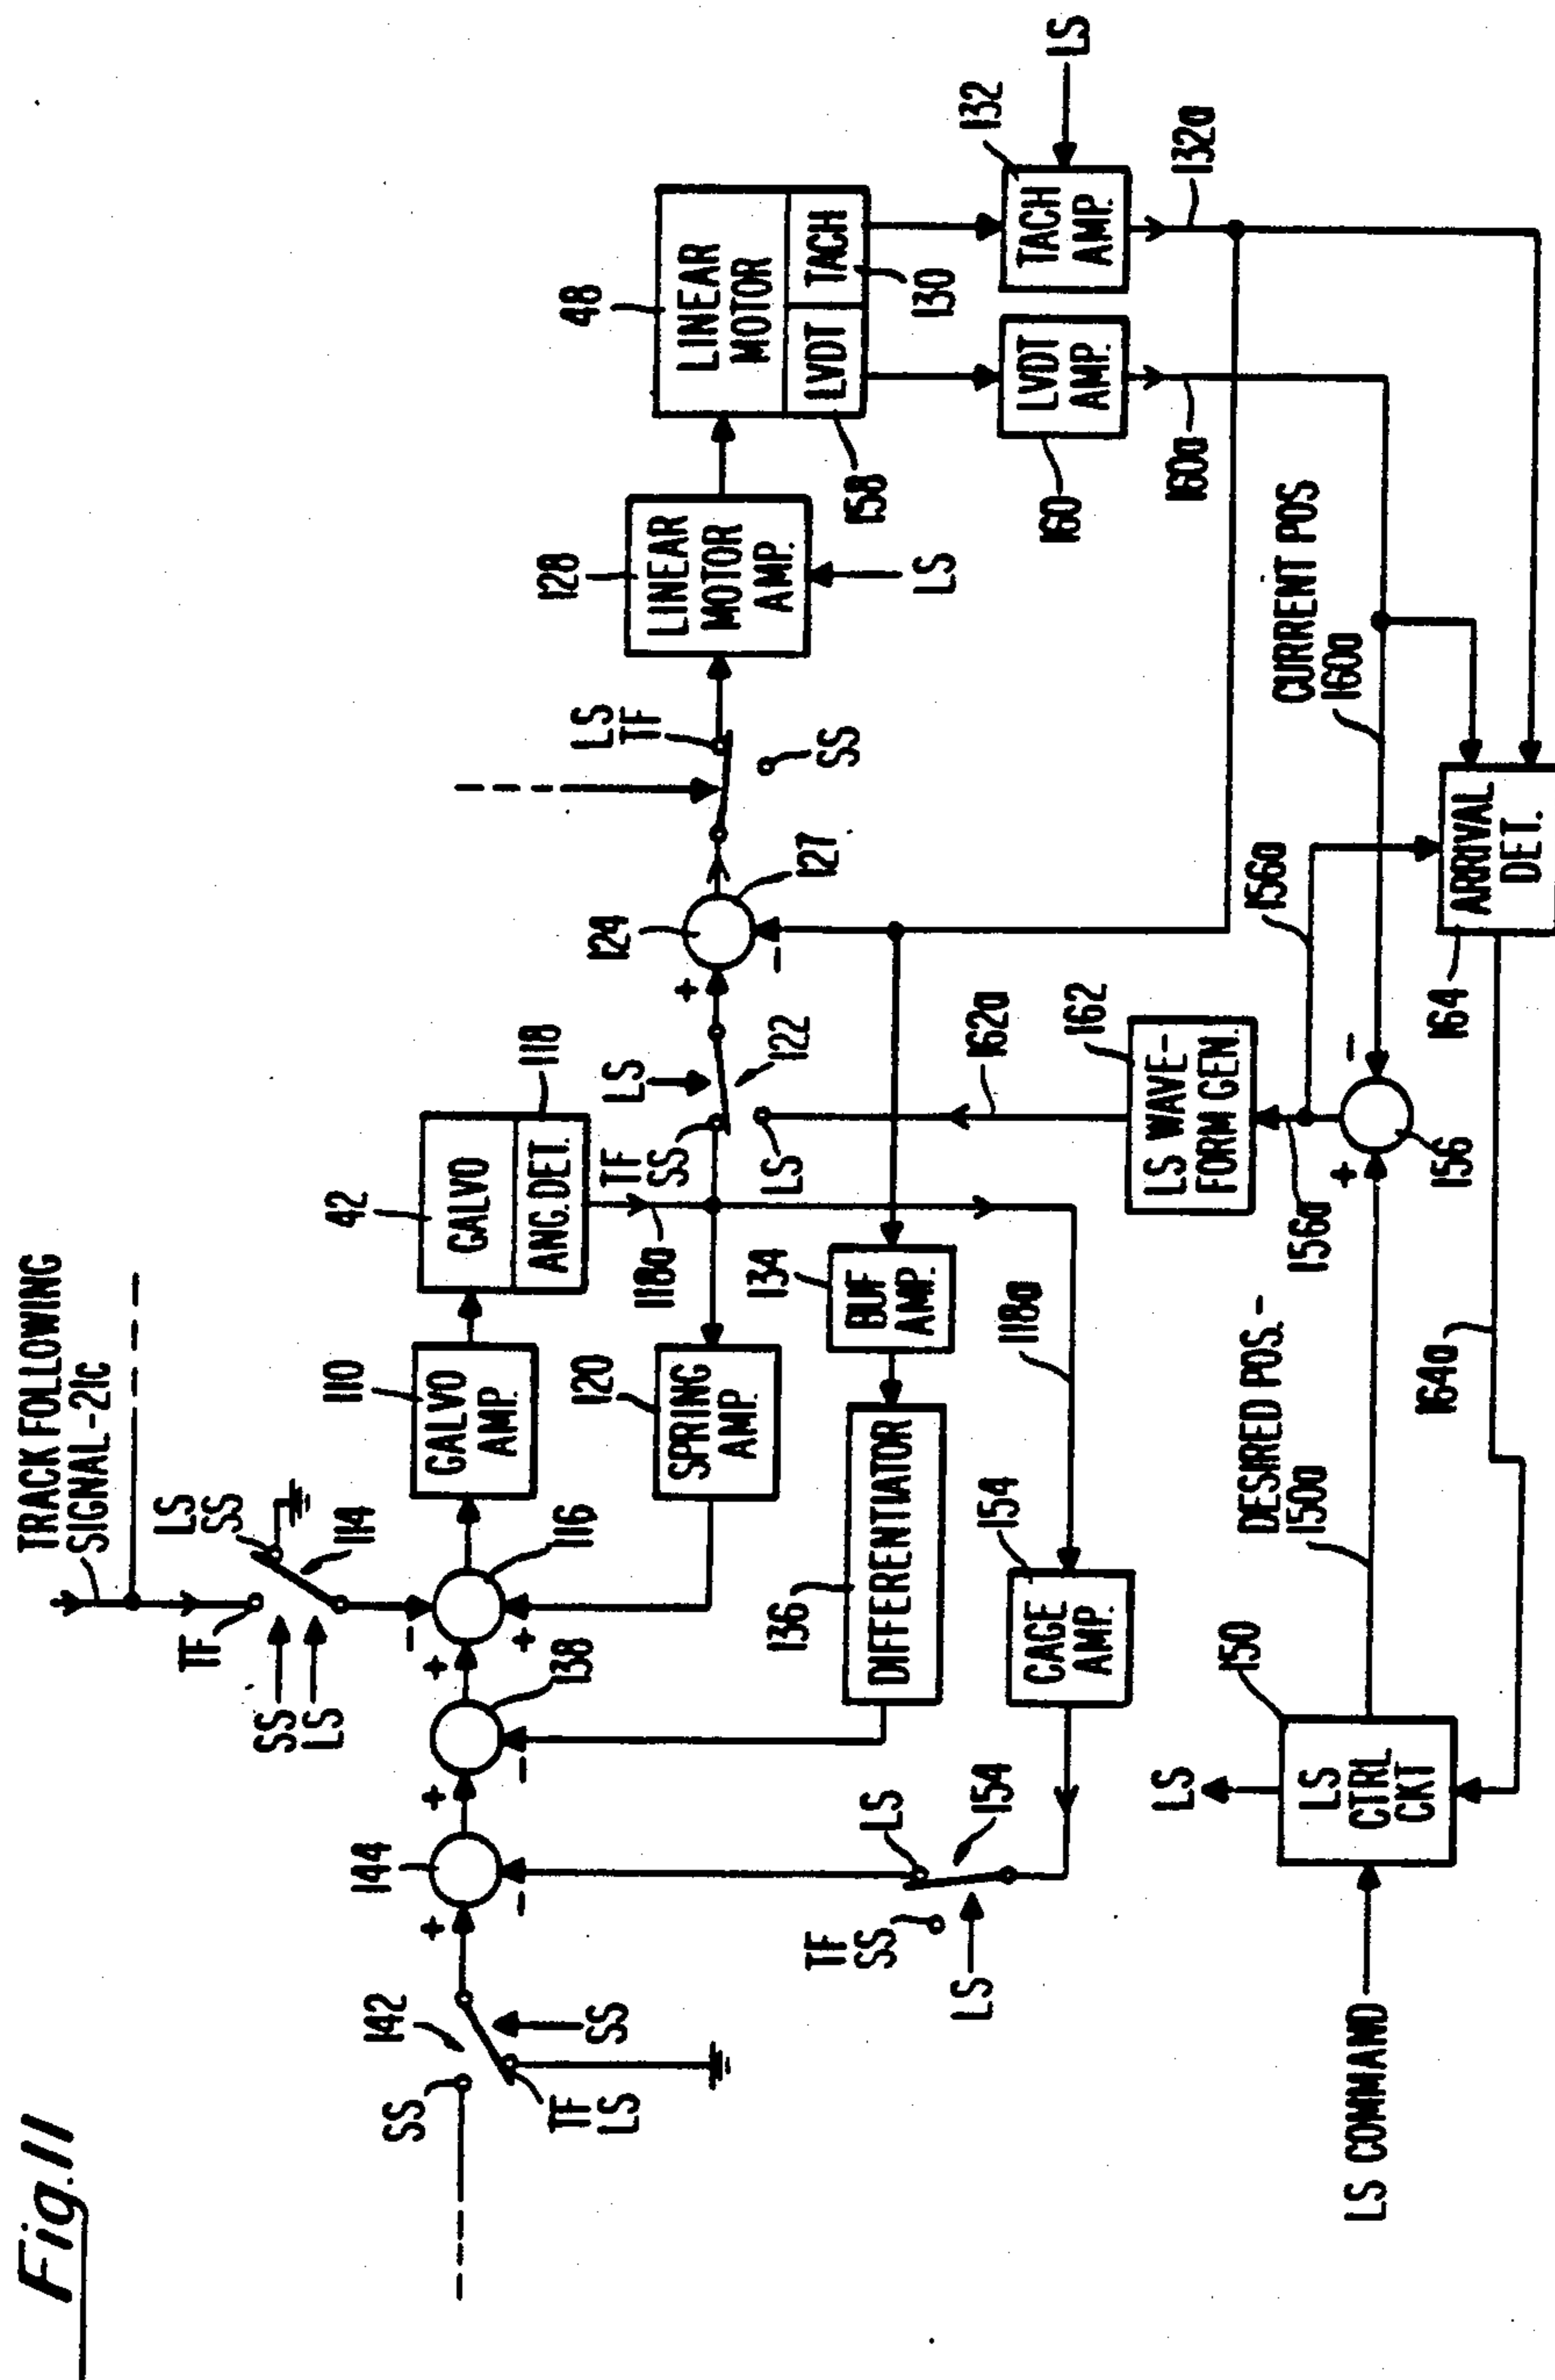 Fig.11
TRACK FOLLOWING
SIGNAL-21c
TF
LS
SS
114
SS
LS
42
GALVO
ANG. DET.
118
110
GALVO
AMP.
118a
116
-
+
+
138
+
-
144
+
-
142
SS
SS
TF
LS
120
SPRING
AMP.
TF
SS
LS
122
LS
124
+
-
127
LS
TF
SS
128
LINEAR
MOTOR
AMP.
LS
48
LINEAR
MOTOR
LVDT
TACH
158
130
132
TACH
AMP.
LS
132a
LVDT
AMP.
160
160a
134
BUF
AMP.
136
DIFFERENTIATOR
118a
154
CAGE
AMP.
LS
154
TF
SS
LS
162
LS WAVE-
FORM GEN.
162a
156a
156a
+
-
156
CURRENT POS
160a
ARRIVAL
DET.
164
164a
DESIRED POS.-
150a
150
LS
CTRL
CKT
LS
LS COMMAND